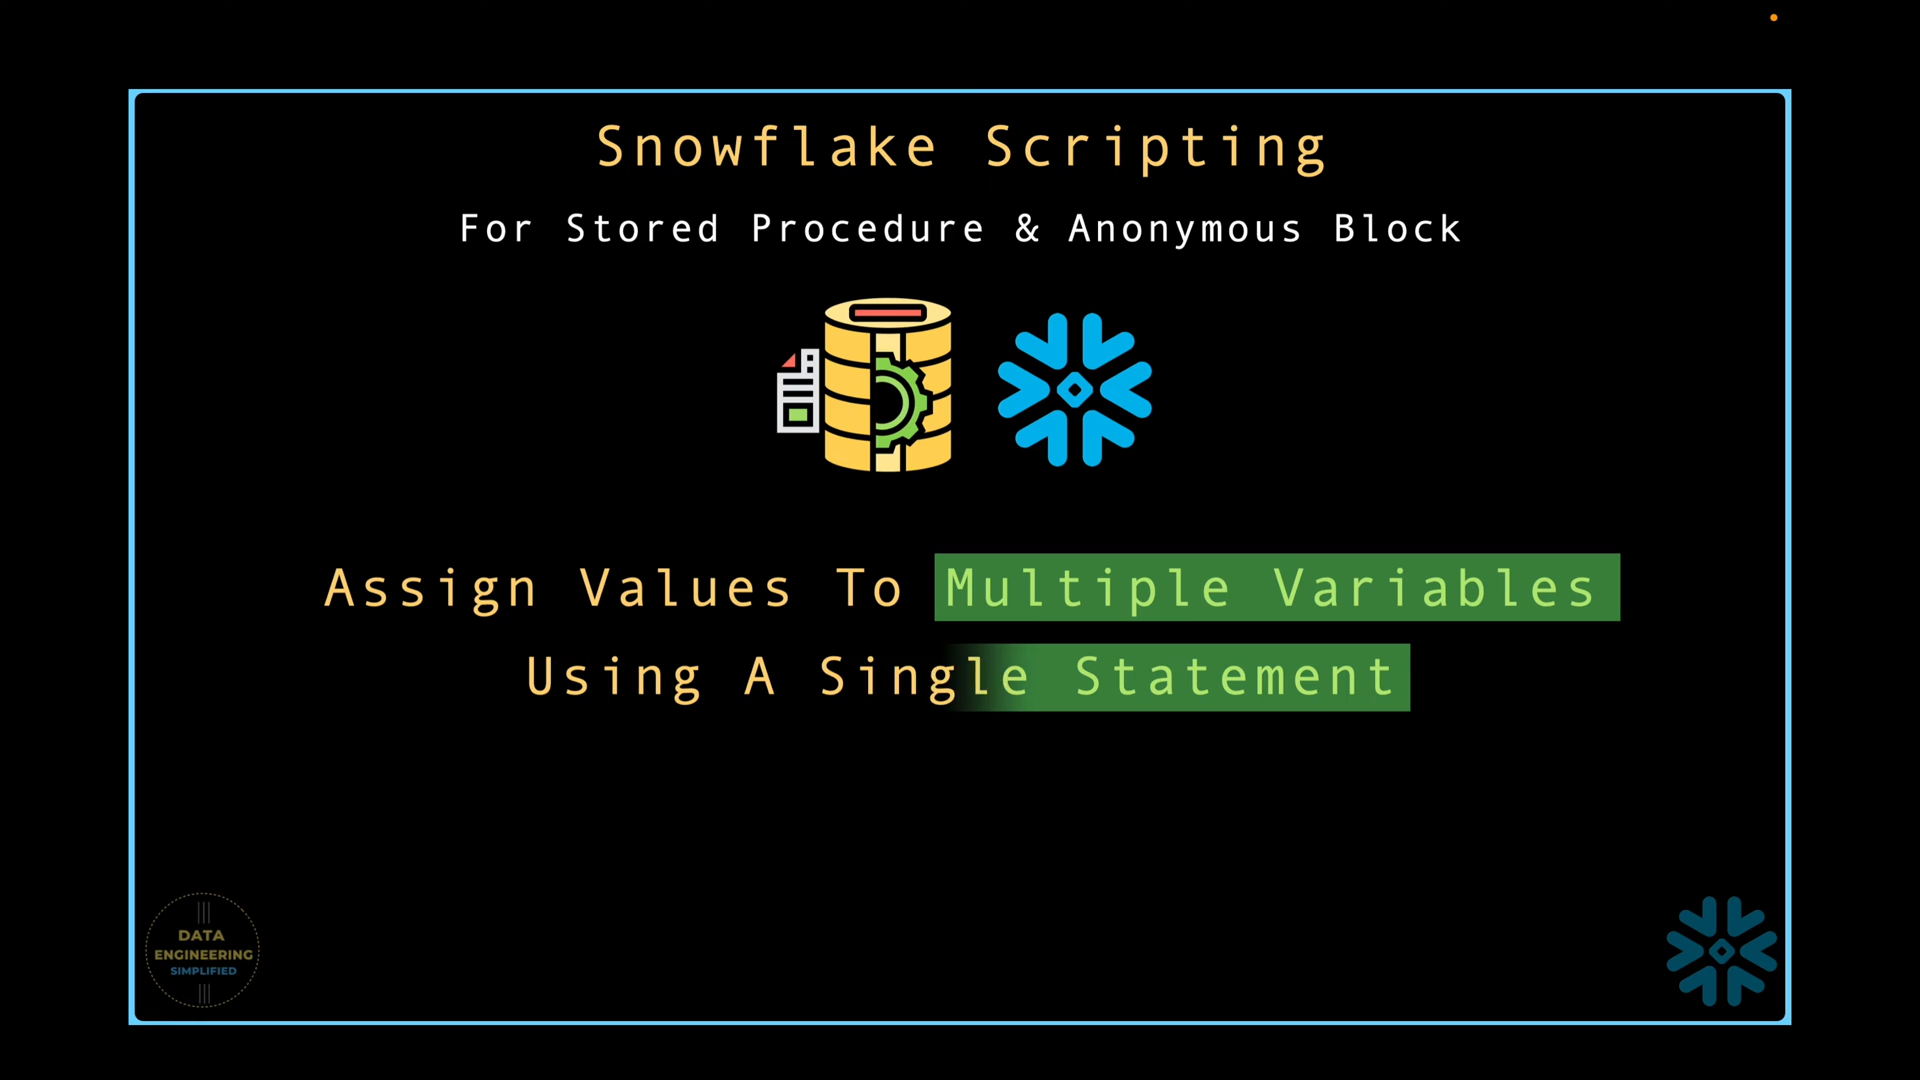 Snowflake Scripting
For Stored Procedure & Anonymous Block
Assign Values To Multiple Variables
Using A Single Statement
DATA
ENGINEERING
SIMPLIFIED